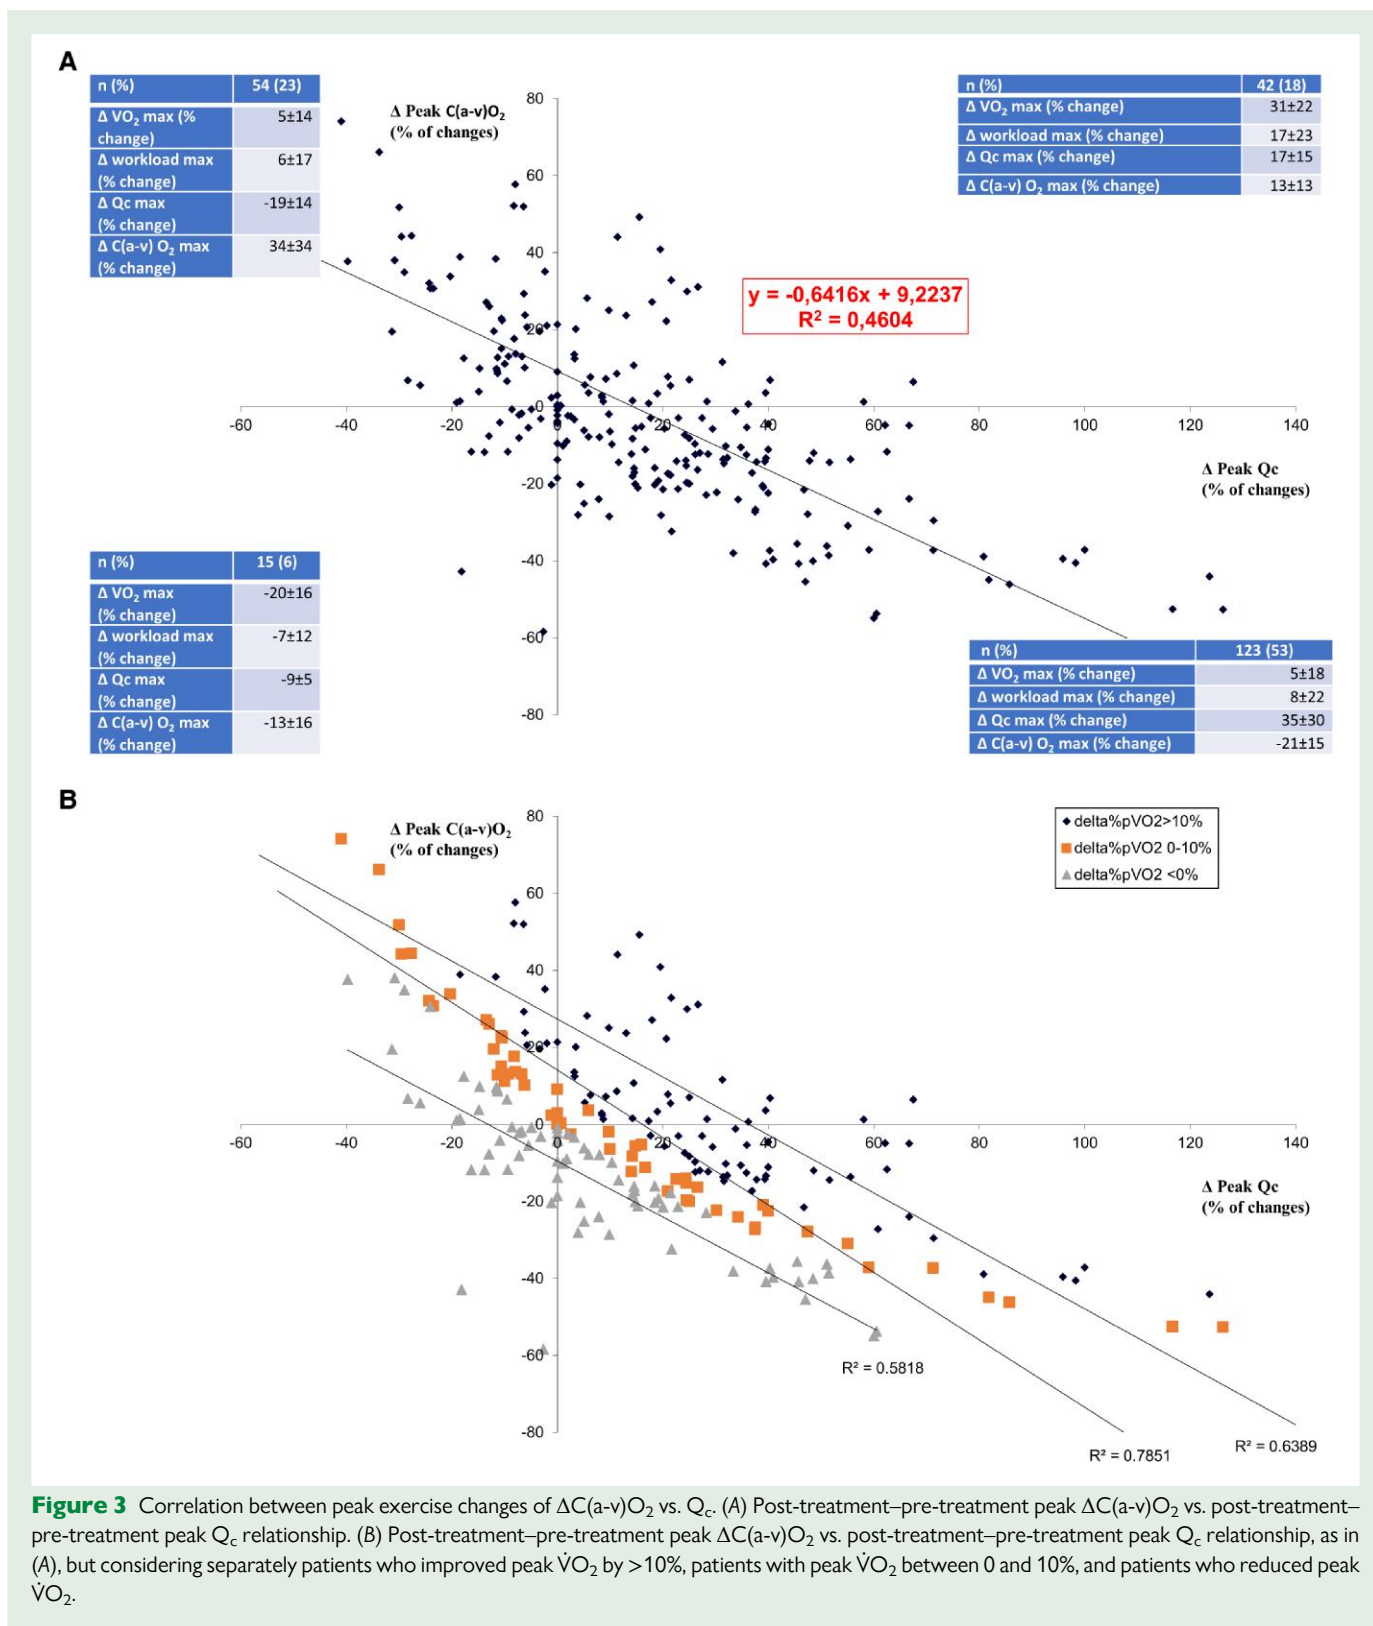 A
n (%) 54 (23)
Δ VO₂ max (% 5±14
change)
Δ workload max 6±17
(% change)
Δ Qc max -19±14
(% change)
Δ C(a-v) O₂ max 34±34
(% change)
Δ Peak C(a-v)O₂
(% of changes)
n (%) 42 (18)
Δ VO₂ max (% change) 31±22
Δ workload max (% change) 17±23
Δ Qc max (% change) 17±15
Δ C(a-v) O₂ max (% change) 13±13
80
60
40
20
0
-20
-40
-60
-80
y = -0,6416x + 9,2237
R² = 0,4604
-60 -40 -20 0 20 40 60 80 100 120 140
Δ Peak Qc
(% of changes)
n (%) 15 (6)
Δ VO₂ max -20±16
(% change)
Δ workload max -7±12
(% change)
Δ Qc max -9±5
(% change)
Δ C(a-v) O₂ max -13±16
(% change)
n (%) 123 (53)
Δ VO₂ max (% change) 5±18
Δ workload max (% change) 8±22
Δ Qc max (% change) 35±30
Δ C(a-v) O₂ max (% change) -21±15
B
Δ Peak C(a-v)O₂
(% of changes)
80
60
40
20
0
-20
-40
-60
-80
delta%pVO2>10%
delta%pVO2 0-10%
delta%pVO2 <0%
-60 -40 -20 0 20 40 60 80 100 120 140
Δ Peak Qc
(% of changes)
R² = 0.5818
R² = 0.7851
R² = 0.6389
Figure 3 Correlation between peak exercise changes of ΔC(a-v)O₂ vs. Q꜀. (A) Post-treatment–pre-treatment peak ΔC(a-v)O₂ vs. post-treatment–
pre-treatment peak Q꜀ relationship. (B) Post-treatment–pre-treatment peak ΔC(a-v)O₂ vs. post-treatment–pre-treatment peak Q꜀ relationship, as in
(A), but considering separately patients who improved peak V̇O₂ by >10%, patients with peak V̇O₂ between 0 and 10%, and patients who reduced peak
V̇O₂.